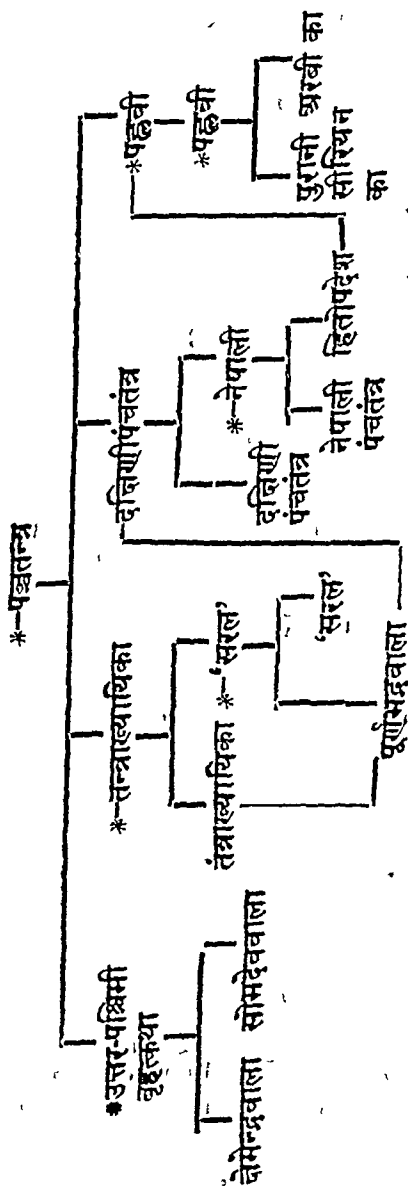 *—पञ्चतन्त्र
*उत्तर-पश्चिमी
बृहत्कथा
*—तन्त्राख्यायिका
दक्षिणी पंचतंत्र
*पह्लवी
क्षेमेन्द्रवाला
सोमदेववाला
तंत्राख्यायिका
*—'सरल'
दक्षिणी
पंचतंत्र
*—नेपाली
*पह्लवी
'सरल'
पूर्णभद्रवाला
नेपाली
पंचतंत्र
हितोपदेश
पुरानी
सीरियन
का
अरबी का